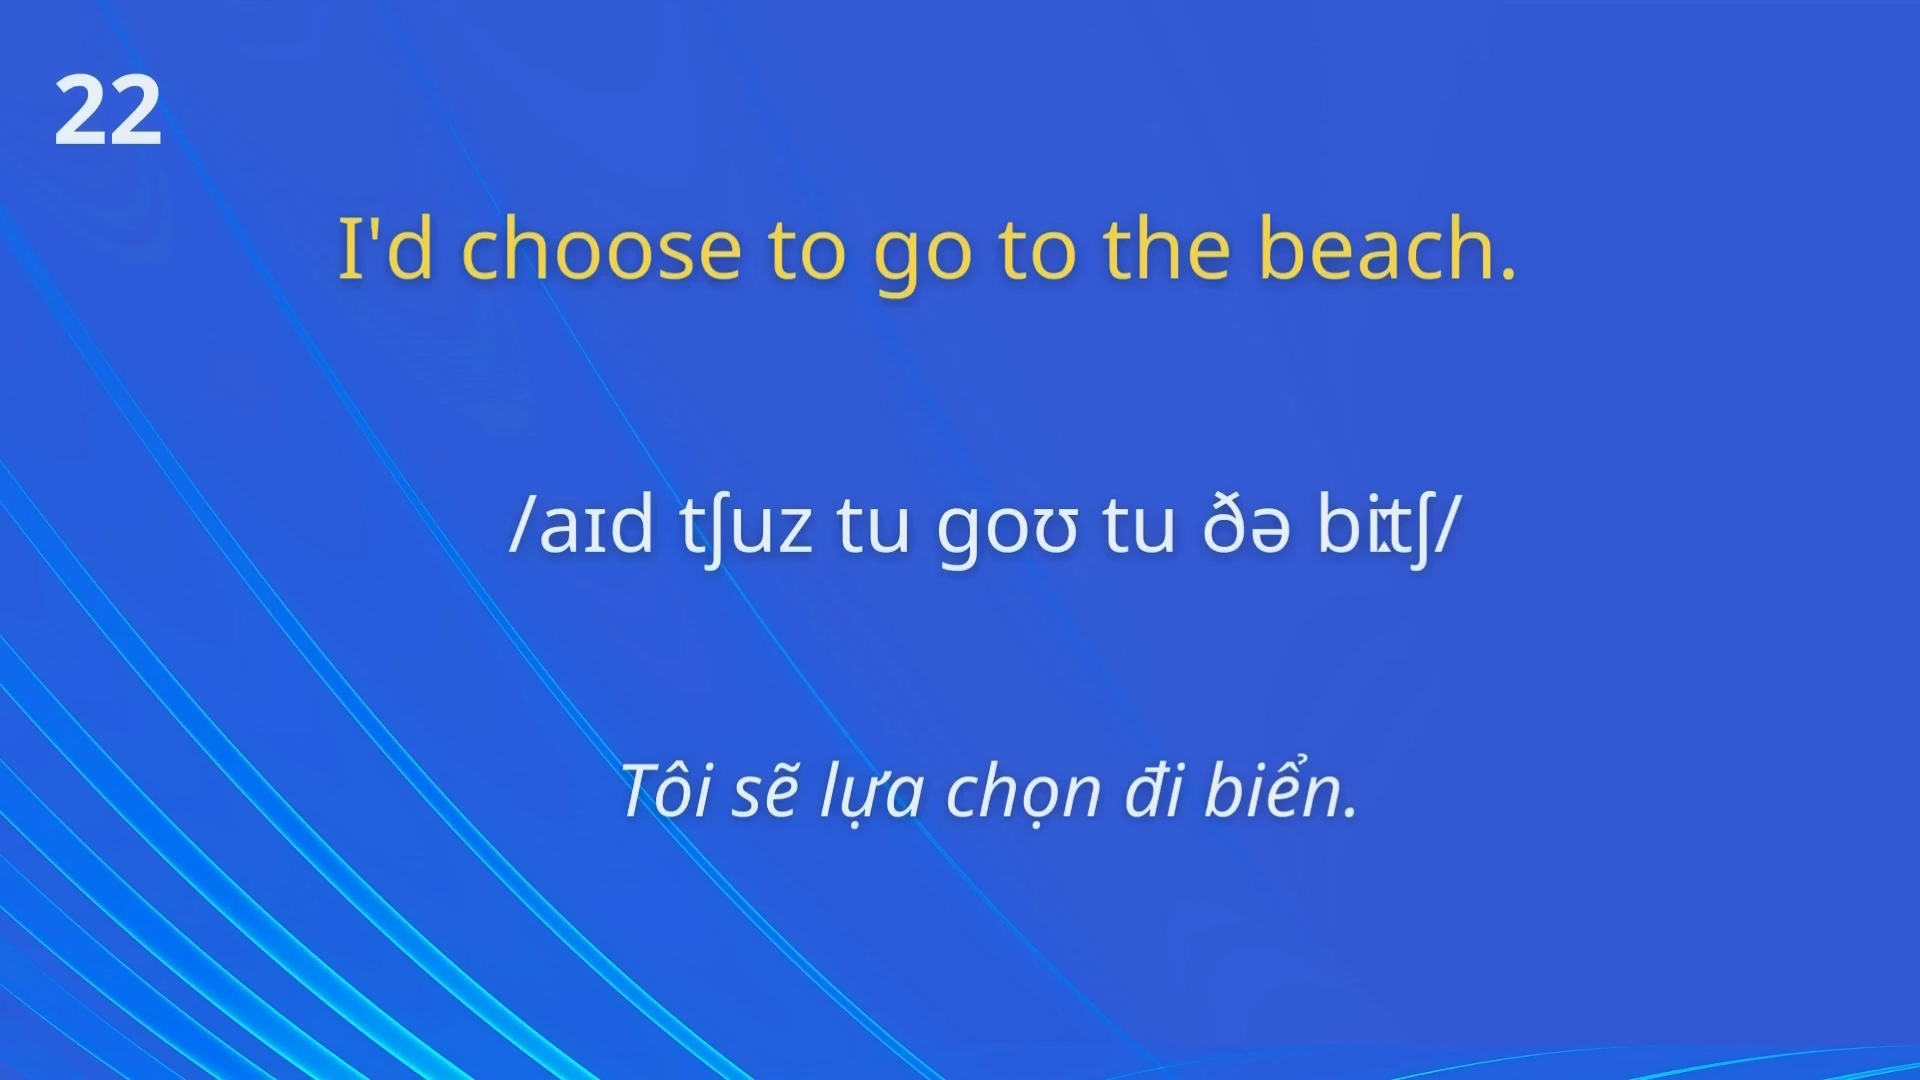 22
I'd choose to go to the beach.
/aɪd tʃuz tu goʊ tu ðə biːtʃ/
Tôi sẽ lựa chọn đi biển.